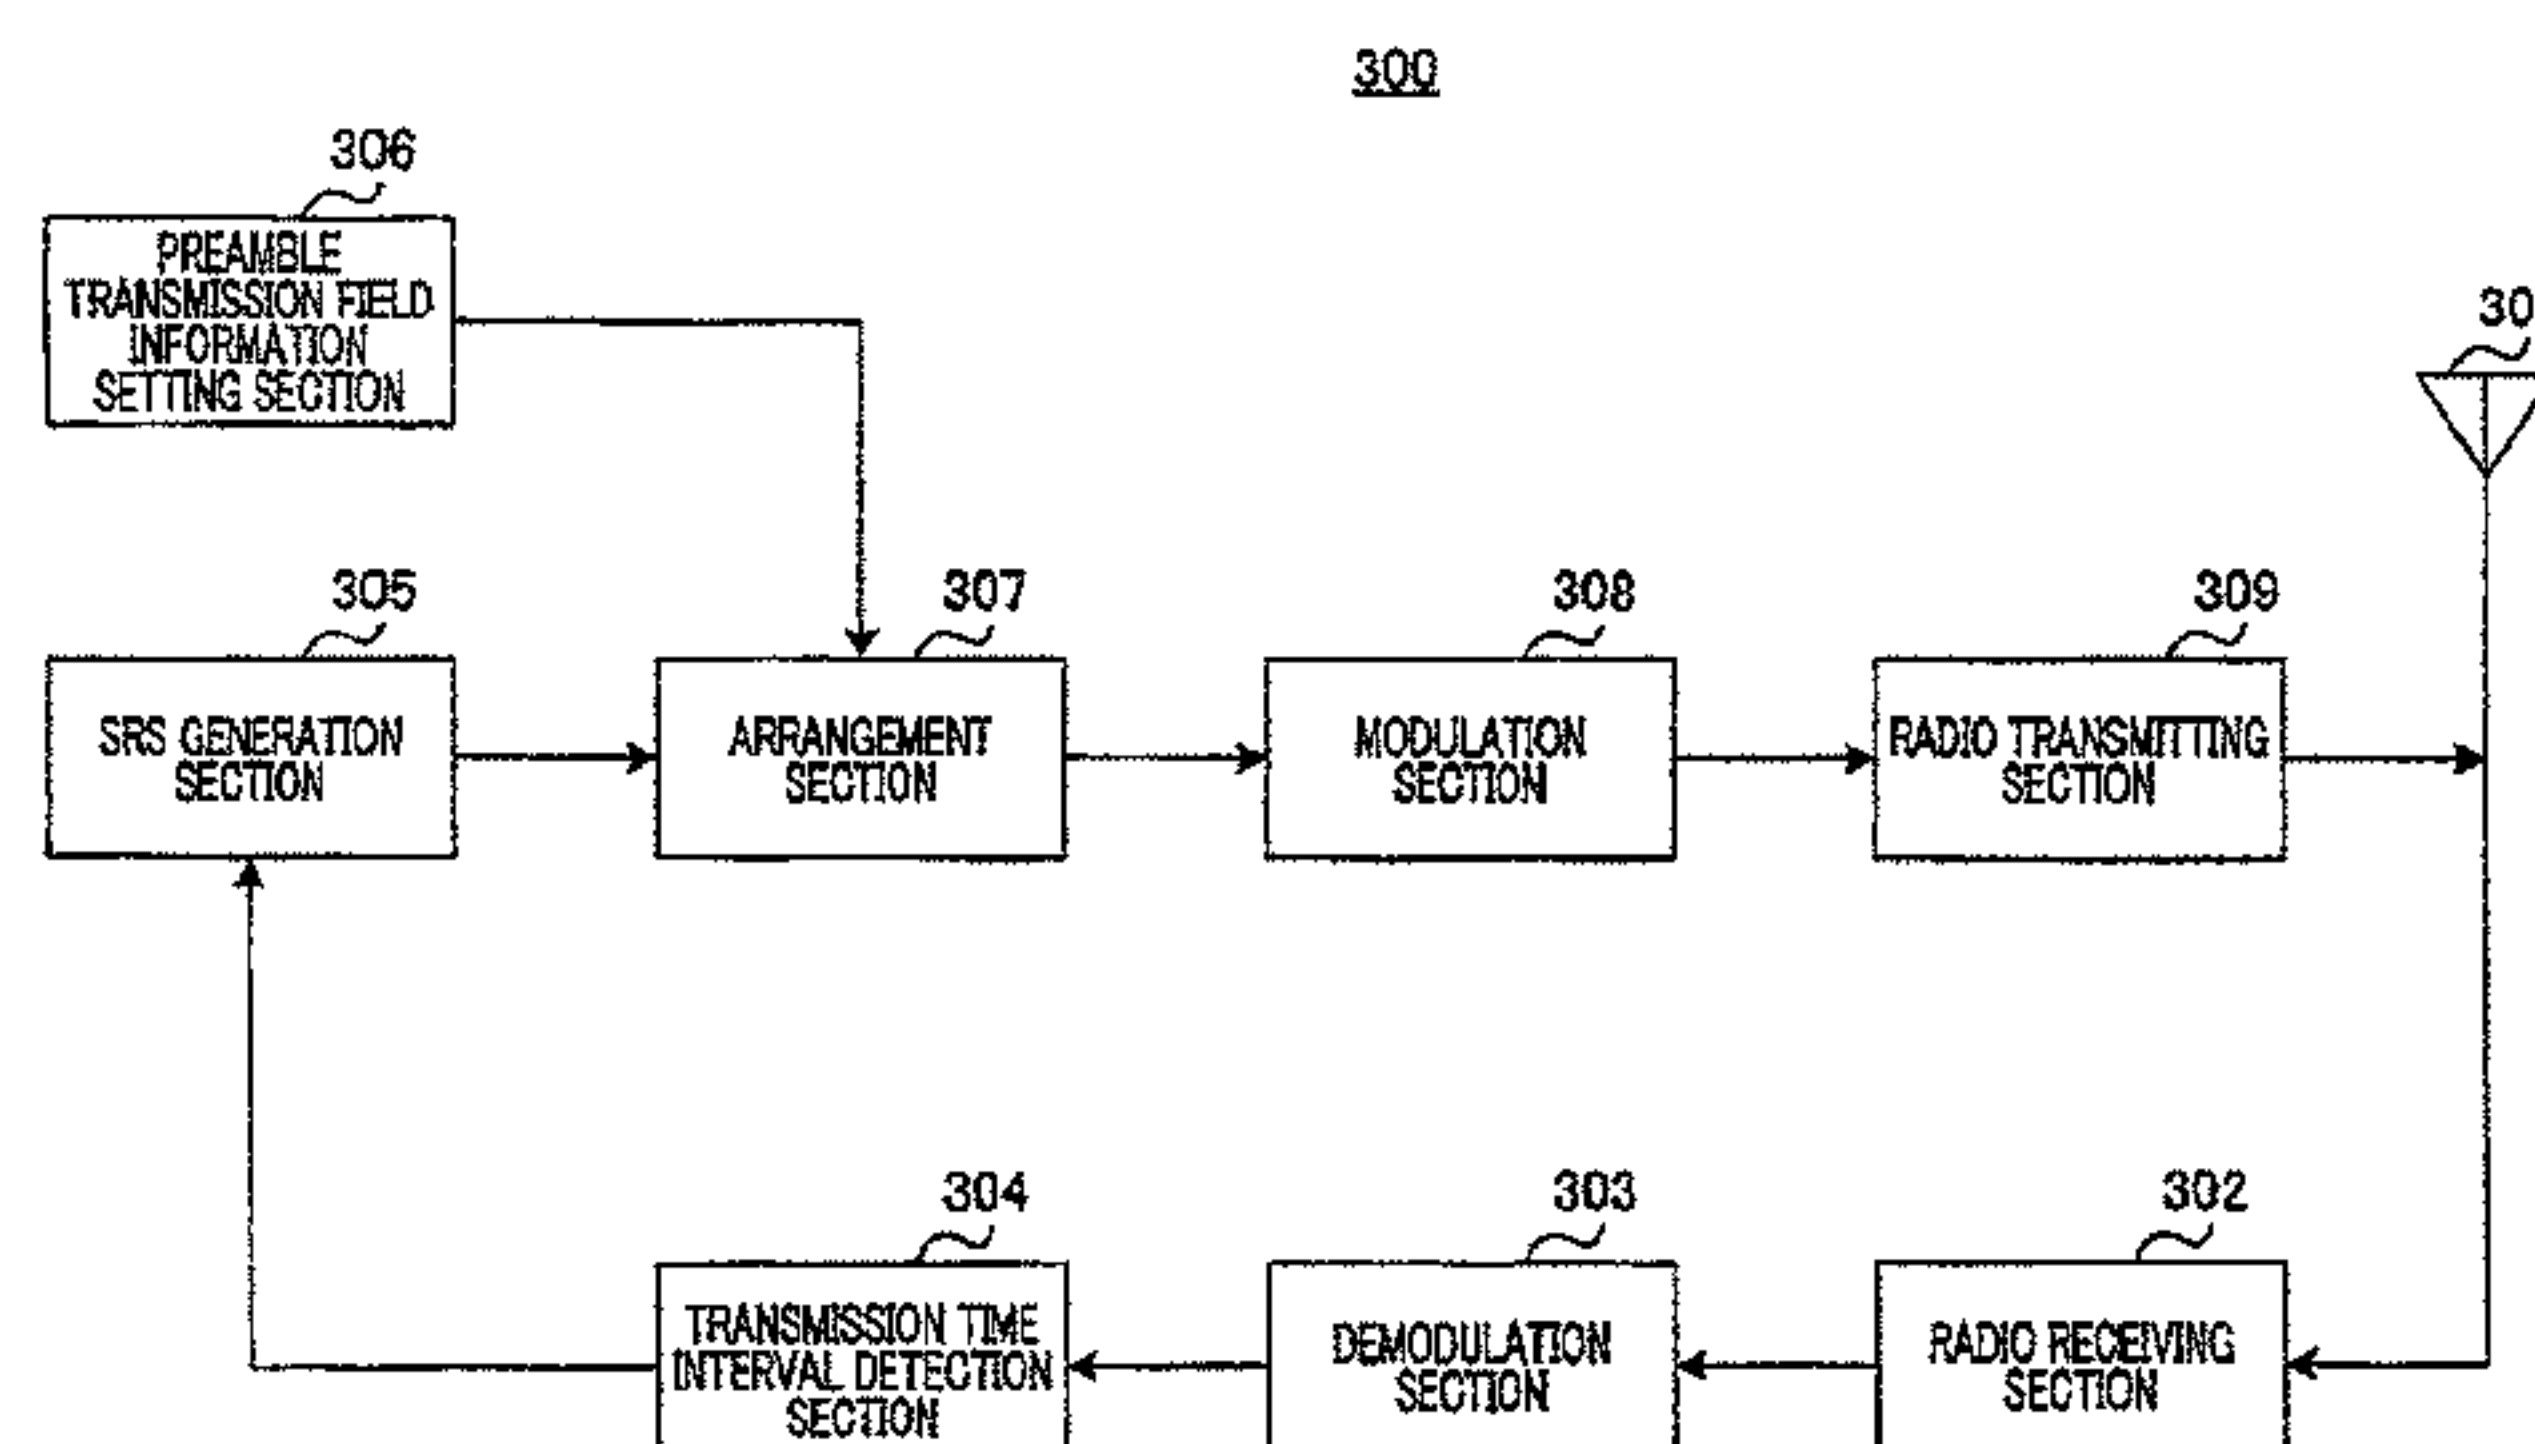 300
306
PREAMBLE
TRANSMISSION FIELD
INFORMATION
SETTING SECTION
30
305
307
308
309
SRS GENERATION
SECTION
ARRANGEMENT
SECTION
MODULATION
SECTION
RADIO TRANSMITTING
SECTION
304
303
302
TRANSMISSION TIME
INTERVAL DETECTION
SECTION
DEMODULATION
SECTION
RADIO RECEIVING
SECTION